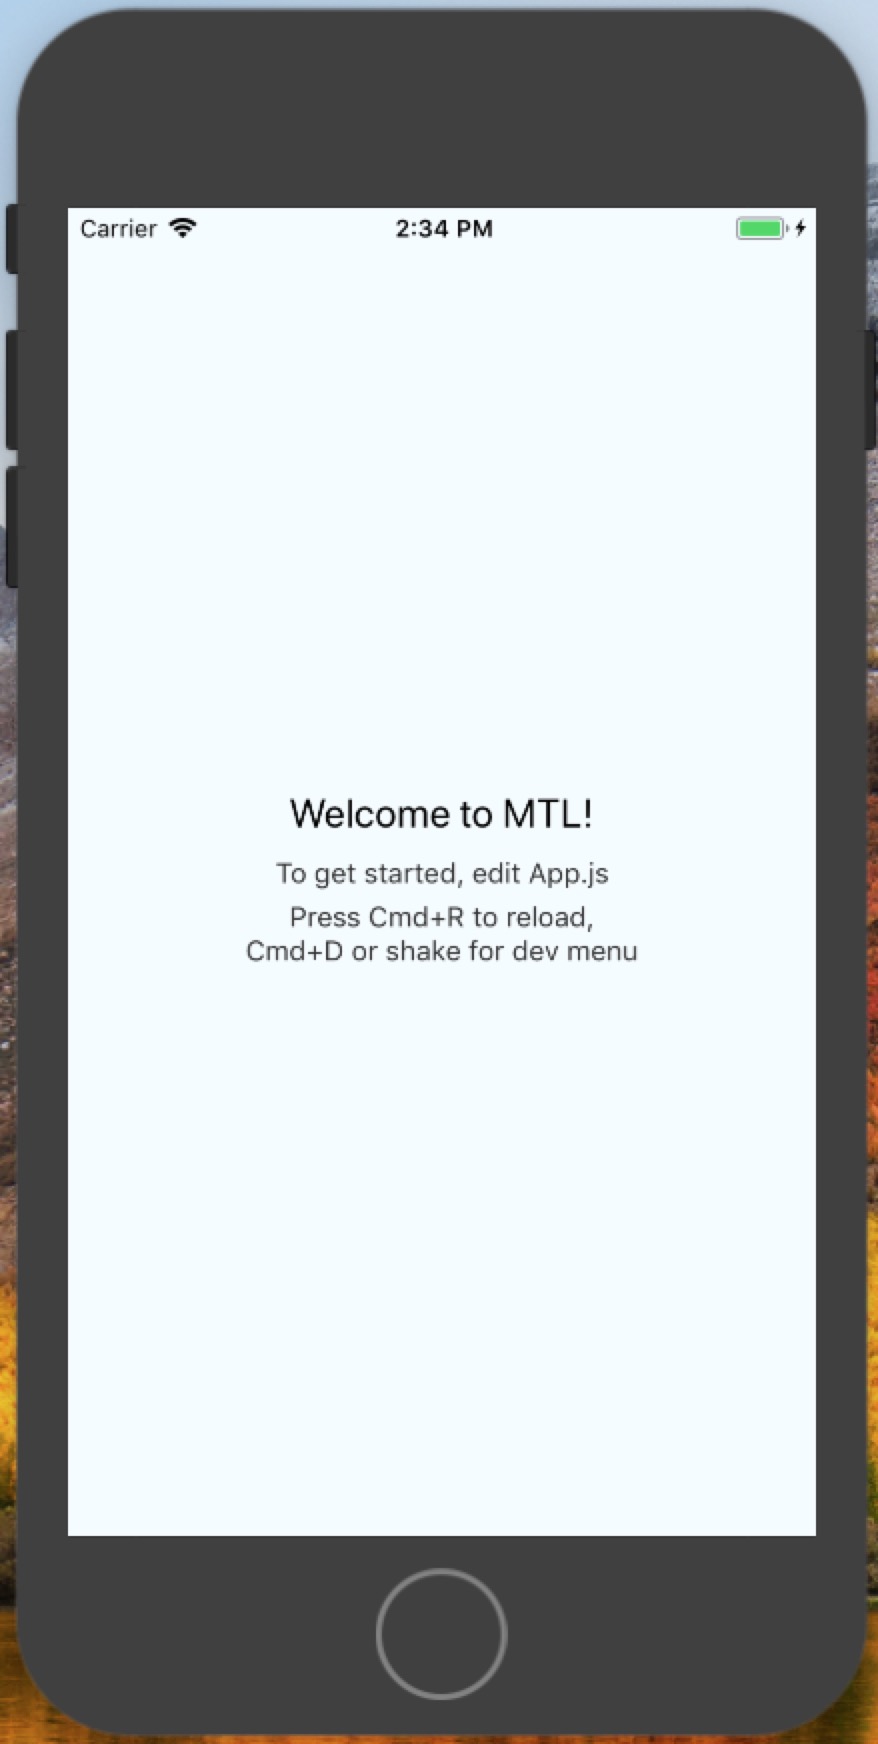 Carrier 2:34 PM
Welcome to MTL!
To get started, edit App.js
Press Cmd+R to reload,
Cmd+D or shake for dev menu